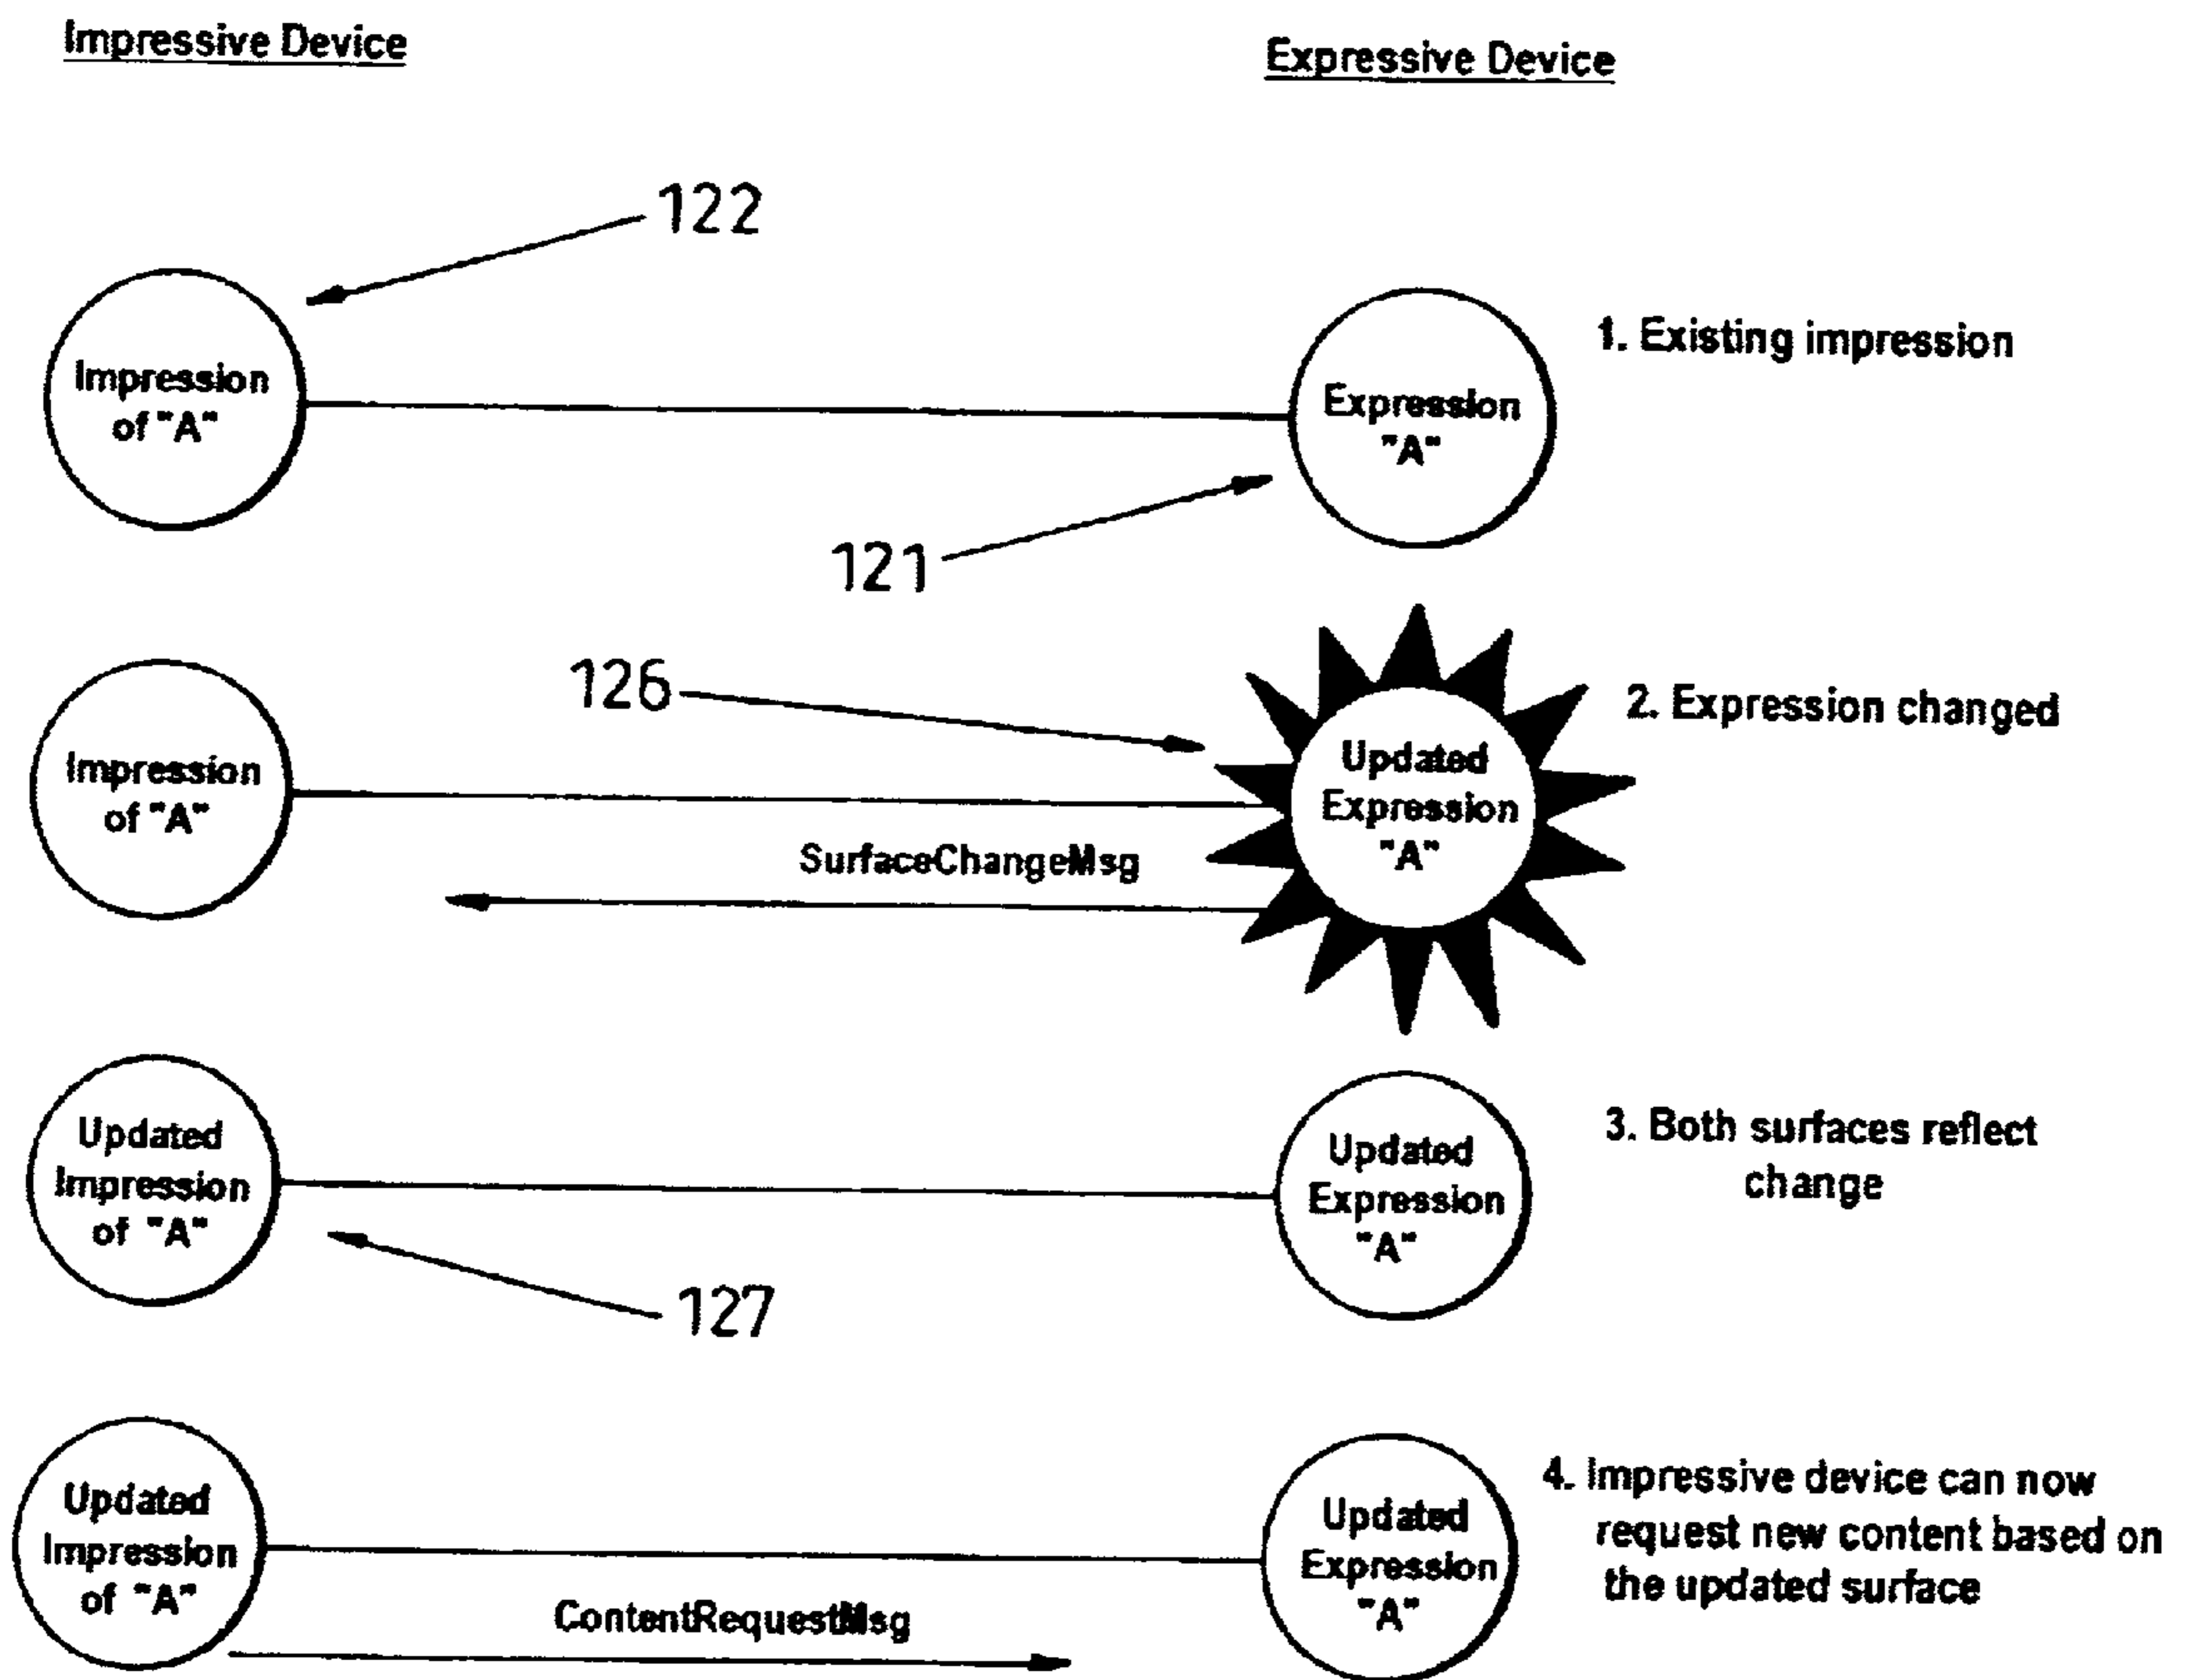 Impressive Device
Expressive Device
122
Impression
of "A"
Expression
"A"
1. Existing impression
121
126
Impression
of "A"
Updated
Expression
"A"
2. Expression changed
SurfaceChangeMsg
Updated
Impression
of "A"
Updated
Expression
"A"
3. Both surfaces reflect
change
127
Updated
Impression
of "A"
Updated
Expression
"A"
4. Impressive device can now
request new content based on
the updated surface
ContentRequestMsg